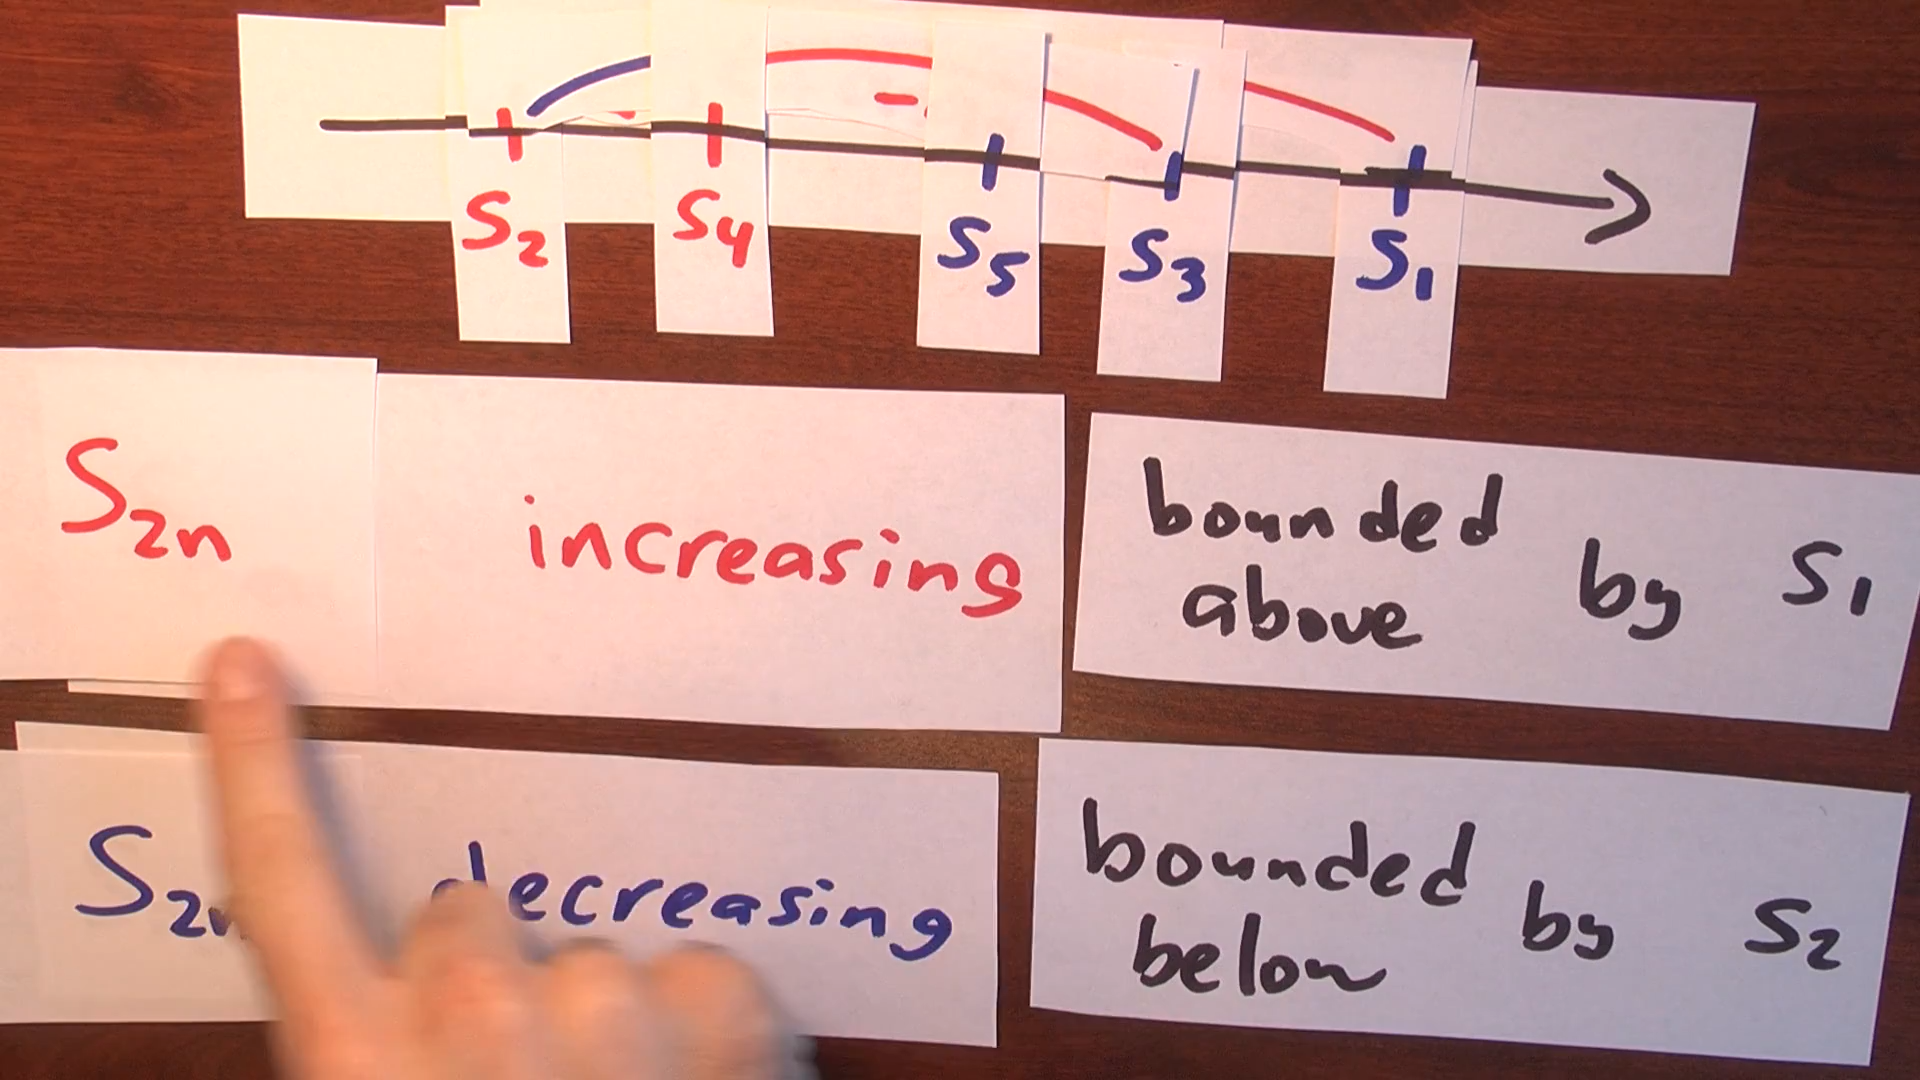 S2 S4 S5 S3 S1
S2n increasing bounded above by S1
decreasing bounded below by S2